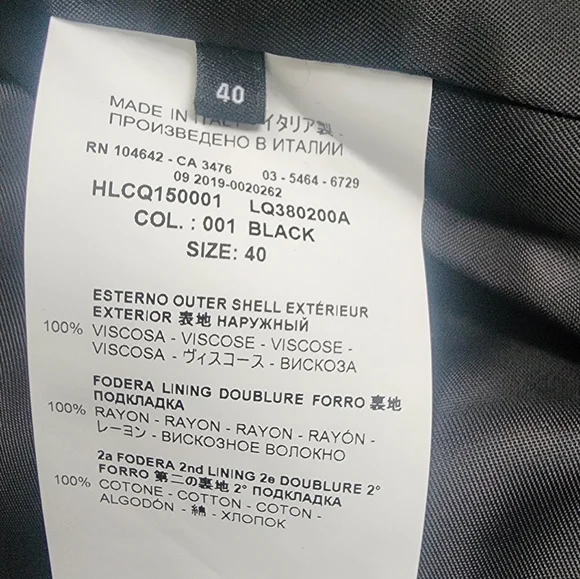 40
MADE IN ITALY イタリア製
ПРОИЗВЕДЕНО В ИТАЛИИ
RN 104642 - CA 3476 03 - 5464 - 6729
09 2019-0020262
HLCQ150001 LQ380200A
COL. : 001 BLACK
SIZE: 40
ESTERNO OUTER SHELL EXTÉRIEUR
EXTERIOR 表地 НАРУЖНЫЙ
100% VISCOSA - VISCOSE - VISCOSE -
VISCOSA - ヴィスコース - ВИСКОЗА
FODERA LINING DOUBLURE FORRO 裏地
ПОДКЛАДКА
100% RAYON - RAYON - RAYON - RAYÓN -
レーヨン - ВИСКОЗНОЕ ВОЛОКНО
2a FODERA 2nd LINING 2e DOUBLURE 2°
FORRO 第二の裏地 2° ПОДКЛАДКА
100% COTONE - COTTON - COTON -
ALGODÓN - 綿 - ХЛОПОК